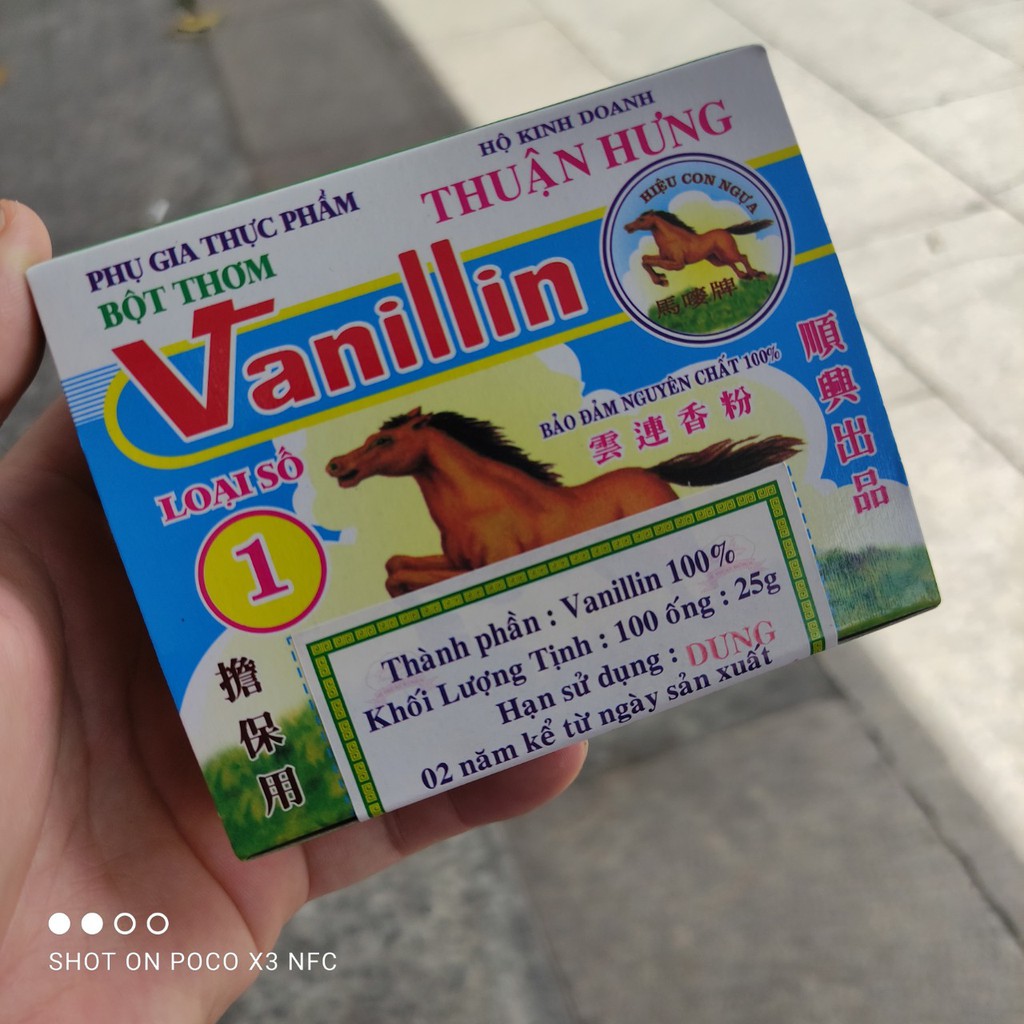 HỘ KINH DOANH
THUẬN HƯNG
PHỤ GIA THỰC PHẨM
BỘT THƠM
Vanillin
HIỆU CON NGỰA
馬嘜牌
BẢO ĐẢM NGUYÊN CHẤT 100%
雲連香粉
順興出品
LOẠI SỐ
1
擔保用
Thành phần : Vanillin 100%
Khối Lượng Tịnh : 100 ống : 25g
Hạn sử dụng : DUNG
02 năm kể từ ngày sản xuất
SHOT ON POCO X3 NFC